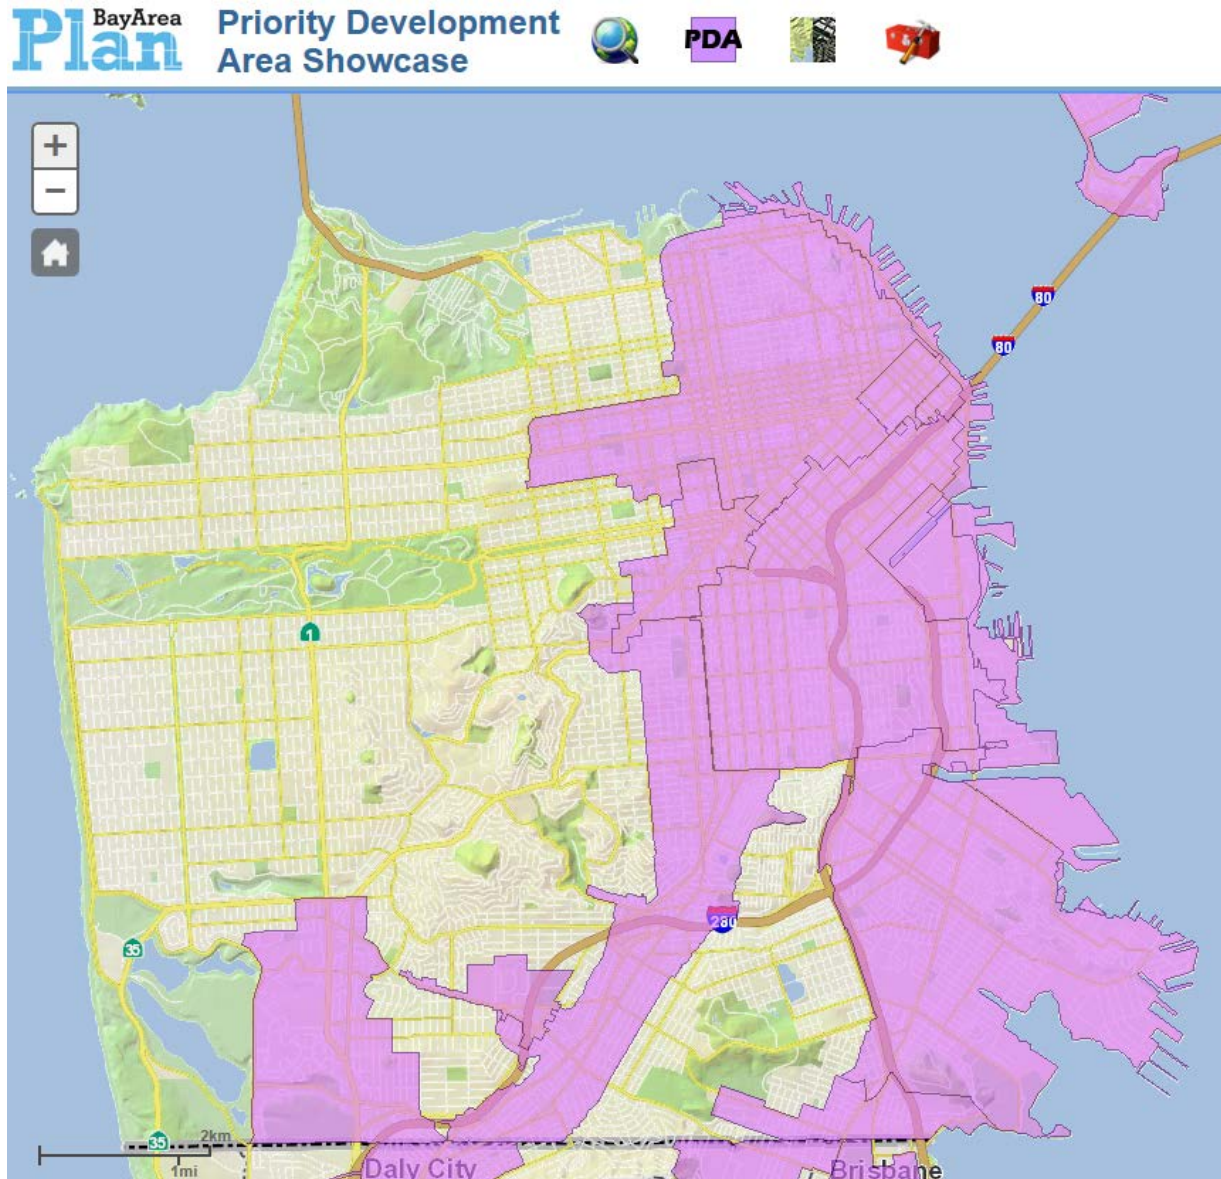 BayArea
Plan
Priority Development
Area Showcase
PDA
+
−
80
80
1
280
35
35
2km
1mi
Daly City
Brisbane